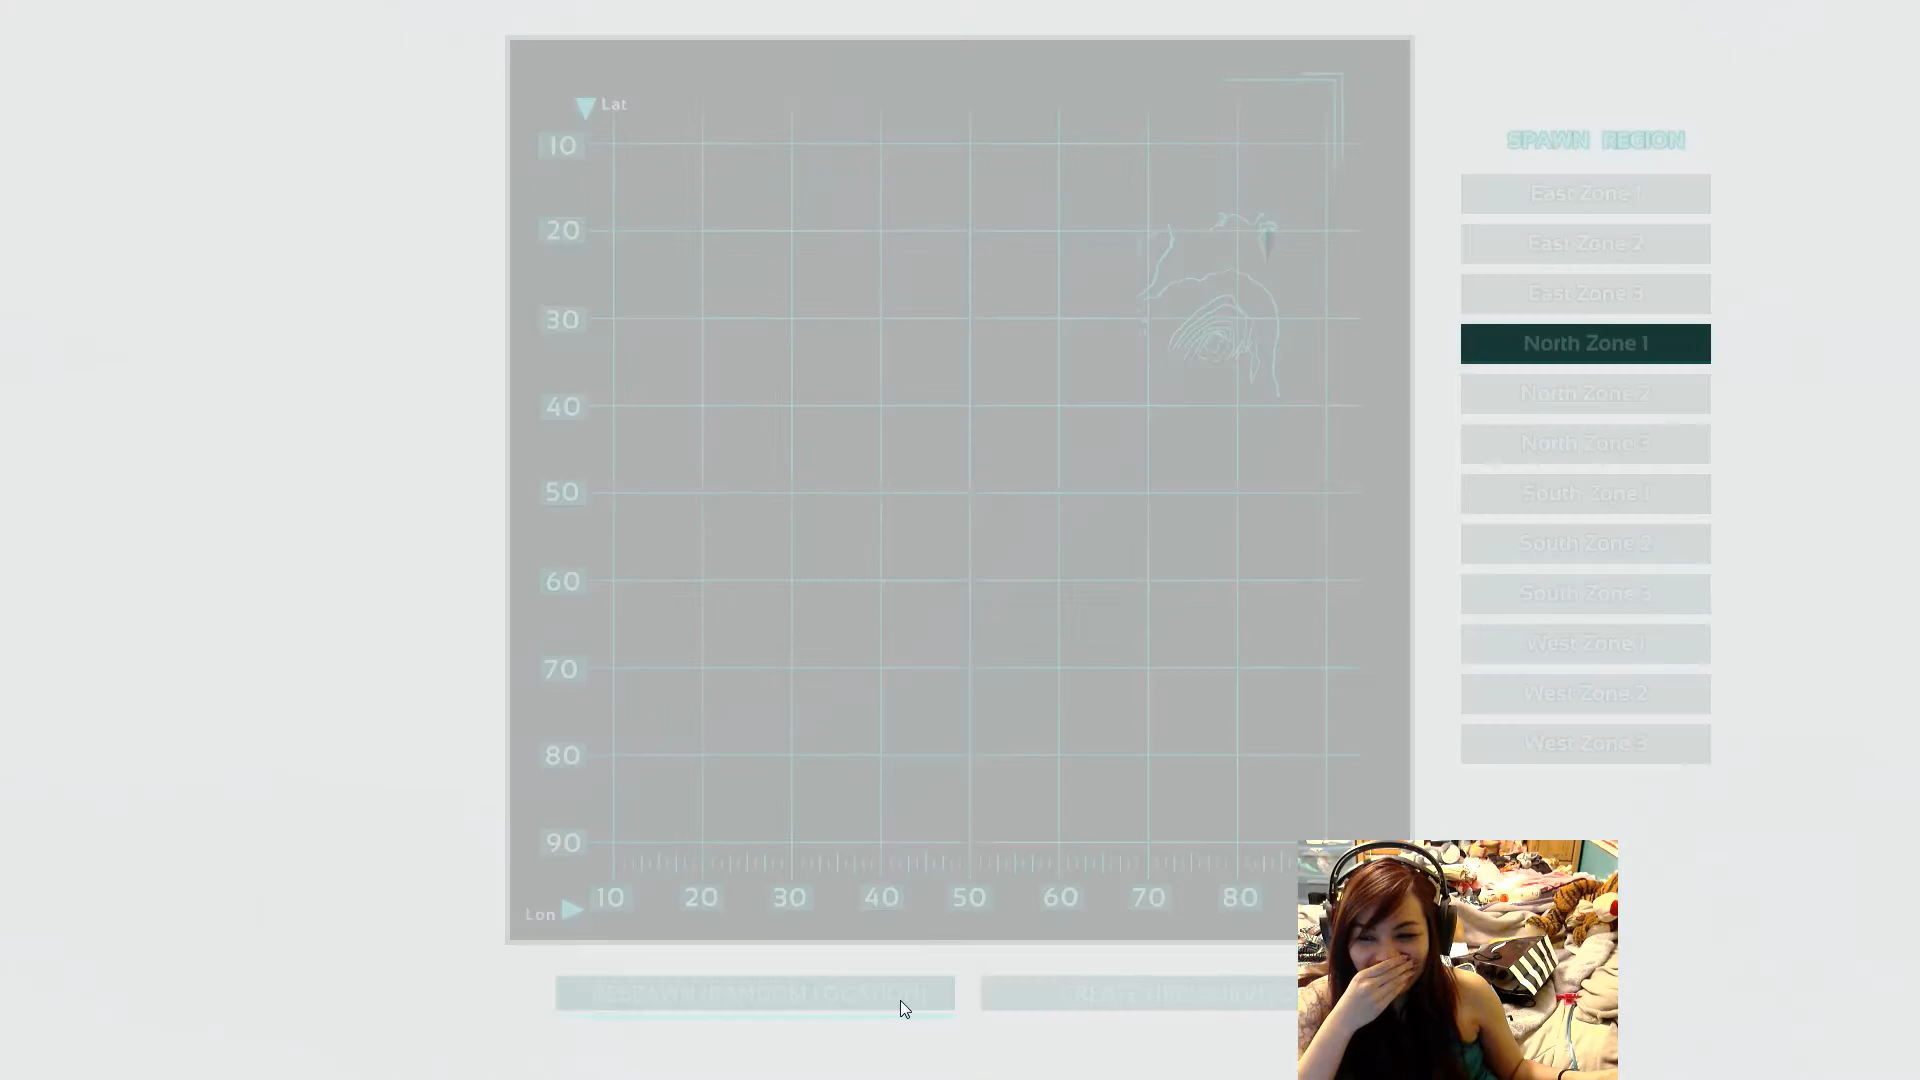 Lat
10
20
30
40
50
60
70
80
90
Lon
10 20 30 40 50 60 70 80
SPAWN REGION
East Zone 1
East Zone 2
East Zone 3
North Zone 1
North Zone 2
North Zone 3
South Zone 1
South Zone 2
South Zone 3
West Zone 1
West Zone 2
West Zone 3
RESPAWN (RANDOM LOCATION)